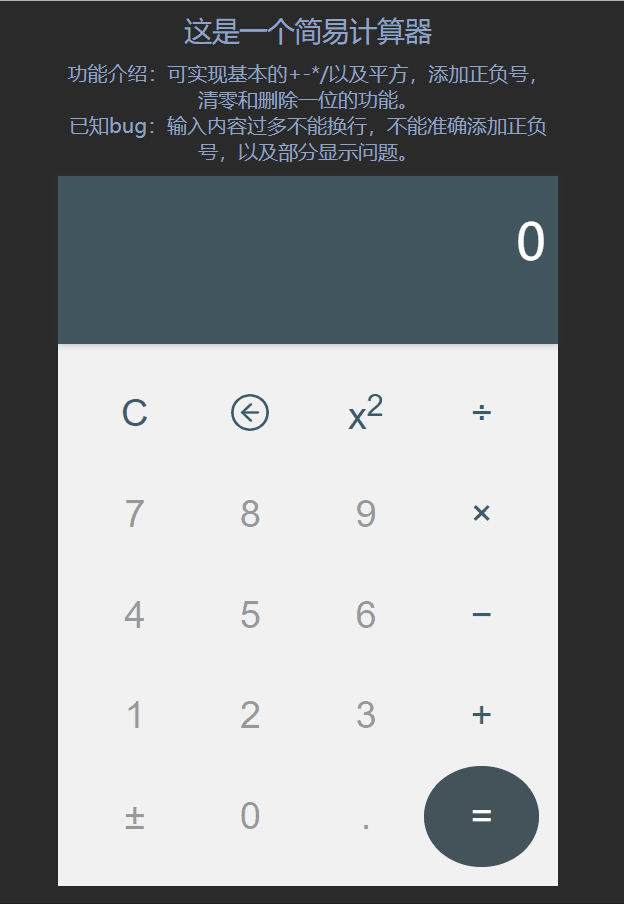 这是一个简易计算器
功能介绍：可实现基本的+-*/以及平方，添加正负号，
清零和删除一位的功能。
已知bug：输入内容过多不能换行，不能准确添加正负
号，以及部分显示问题。
0
C x² ÷
7 8 9 ×
4 5 6 −
1 2 3 +
± 0 . =